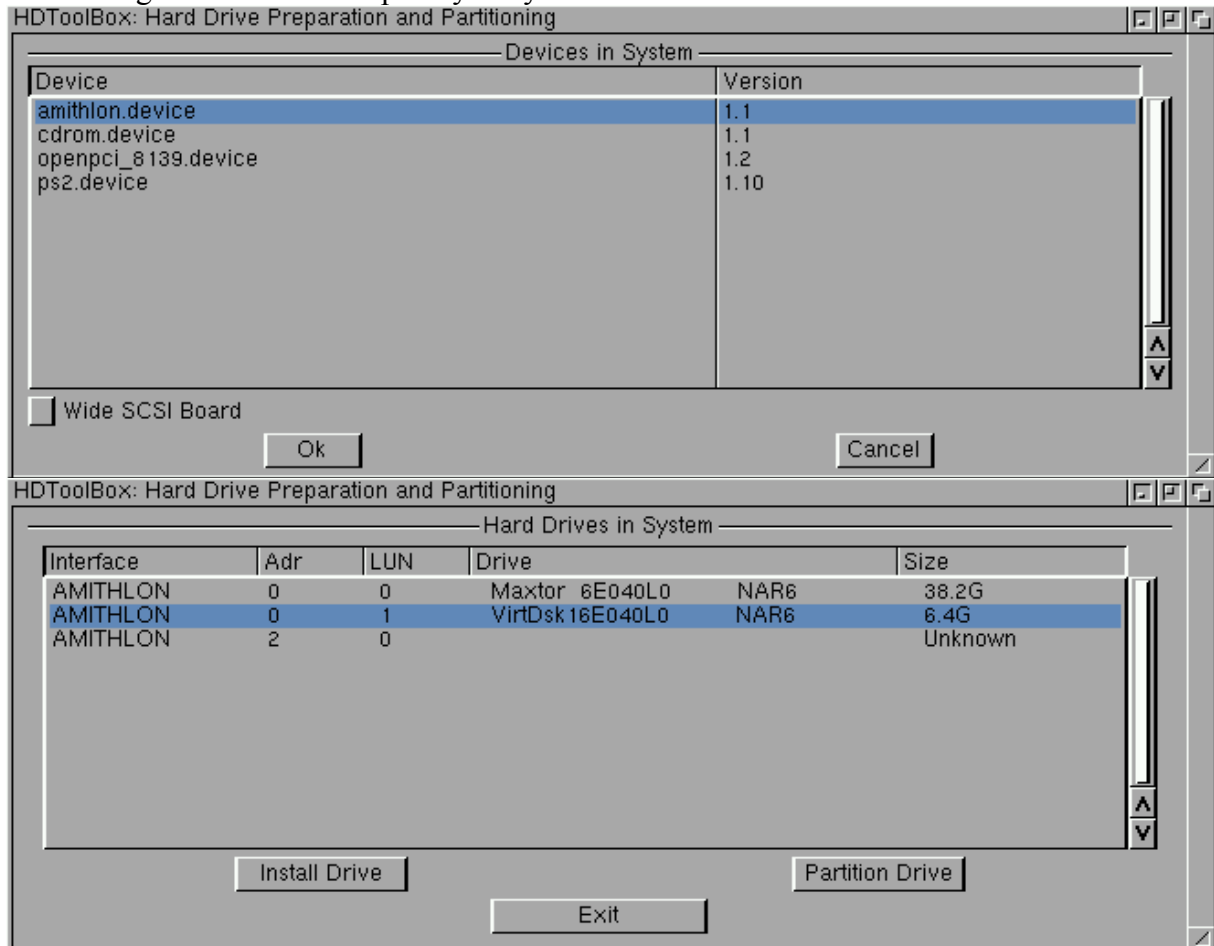 HDToolBox: Hard Drive Preparation and Partitioning
Devices in System
Device Version
amithlon.device 1.1
cdrom.device 1.1
openpci_8139.device 1.2
ps2.device 1.10
Wide SCSI Board
Ok Cancel
HDToolBox: Hard Drive Preparation and Partitioning
Hard Drives in System
Interface Adr LUN Drive Size
AMITHLON 0 0 Maxtor 6E040L0 NAR6 38.2G
AMITHLON 0 1 VirtDsk16E040L0 NAR6 6.4G
AMITHLON 2 0 Unknown
Install Drive Partition Drive
Exit